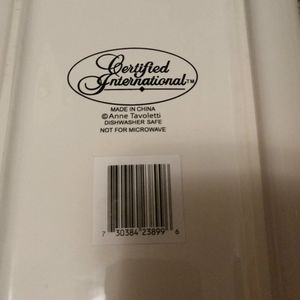 Certified
International™
MADE IN CHINA
©Anne Tavoletti
DISHWASHER SAFE
NOT FOR MICROWAVE
7 30384 23899 6